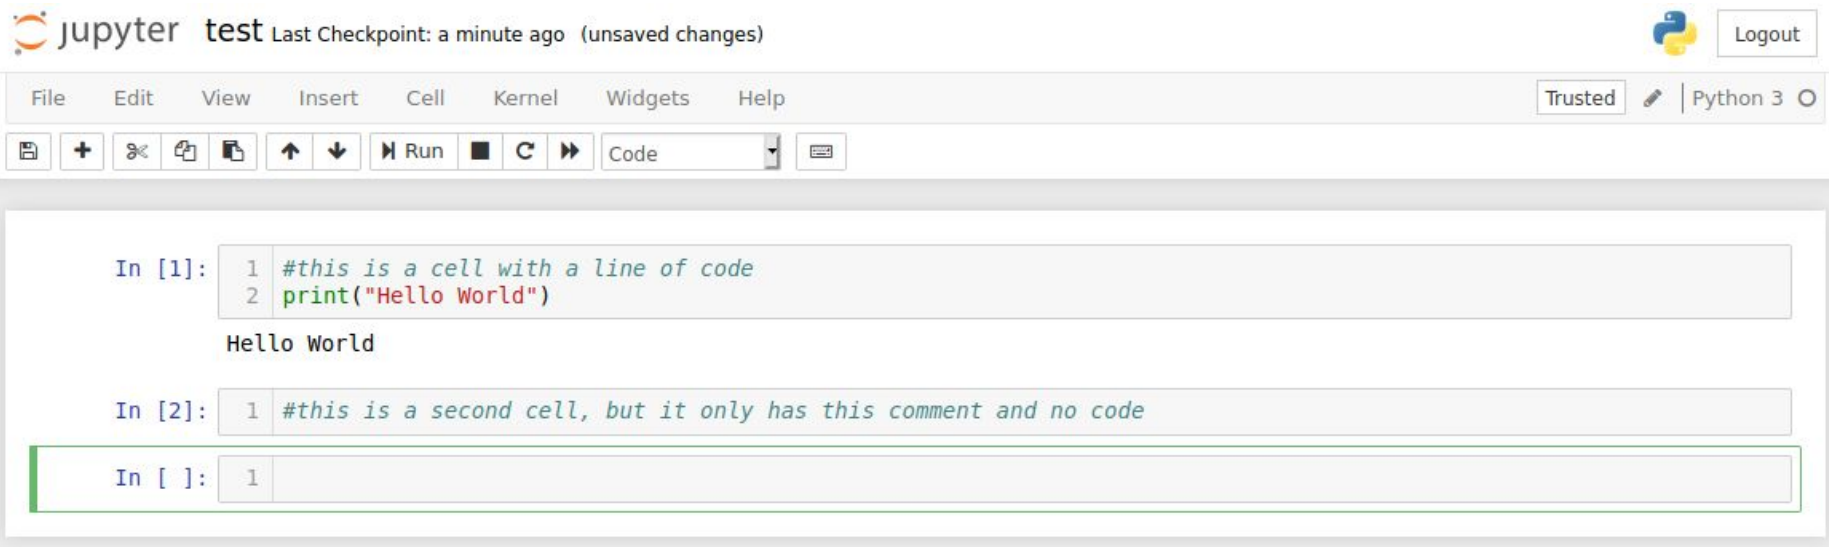 jupyter test Last Checkpoint: a minute ago (unsaved changes) Logout
File Edit View Insert Cell Kernel Widgets Help Trusted Python 3
Run Code
In [1]: 1 #this is a cell with a line of code
2 print("Hello World")
Hello World
In [2]: 1 #this is a second cell, but it only has this comment and no code
In [ ]: 1